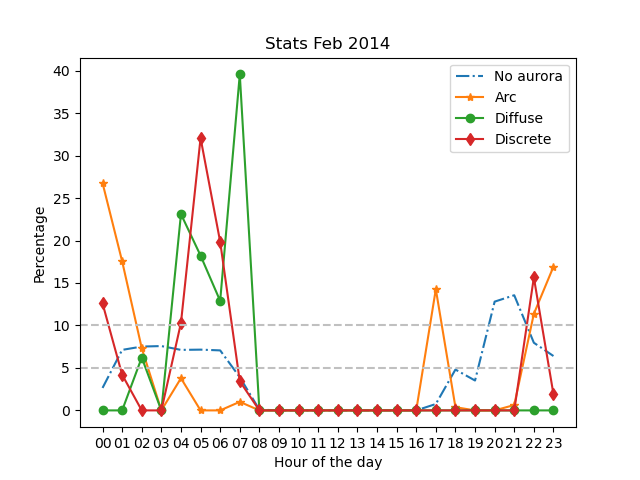 Stats Feb 2014
No aurora
Arc
Diffuse
Discrete
Percentage
40
35
30
25
20
15
10
5
0
00 01 02 03 04 05 06 07 08 09 10 11 12 13 14 15 16 17 18 19 20 21 22 23
Hour of the day